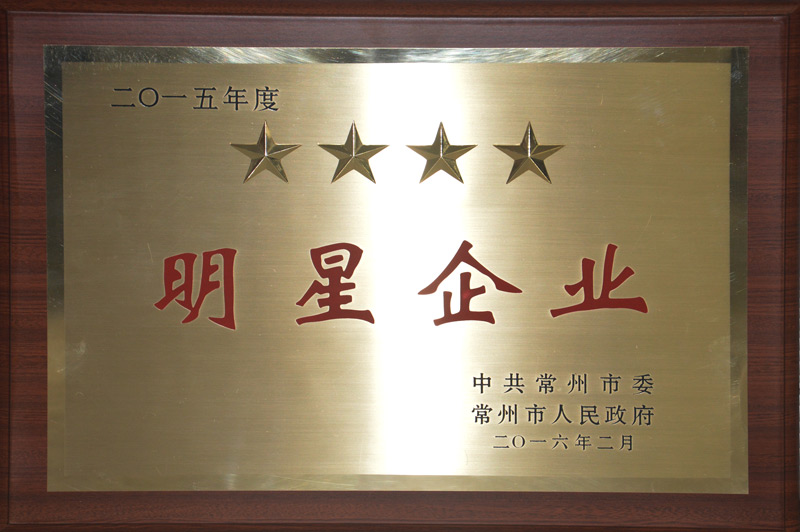 二〇一五年度
明星企业
中共常州市委
常州市人民政府
二〇一六年二月